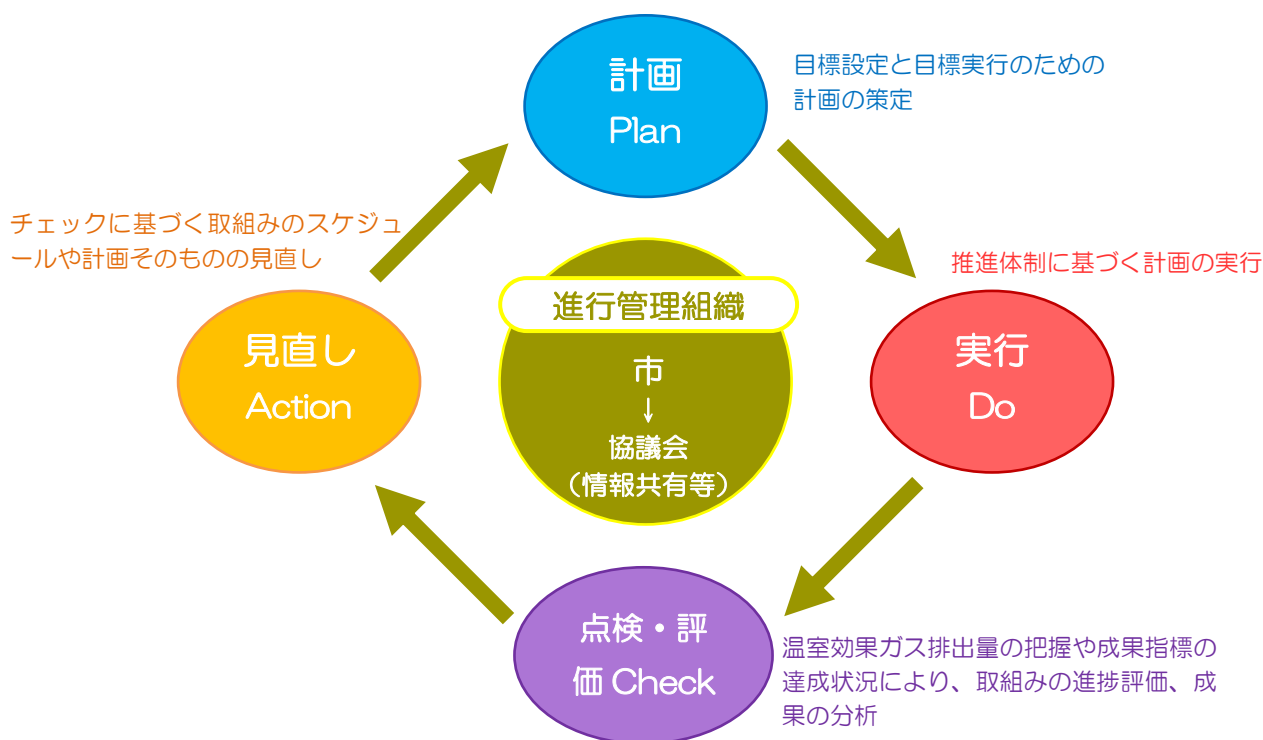 計画
Plan
目標設定と目標実行のための
計画の策定
チェックに基づく取組みのスケジュ
ールや計画そのものの見直し
推進体制に基づく計画の実行
進行管理組織
市
↓
協議会
（情報共有等）
見直し
Action
実行
Do
点検・評
価 Check
温室効果ガス排出量の把握や成果指標の
達成状況により、取組みの進捗評価、成
果の分析